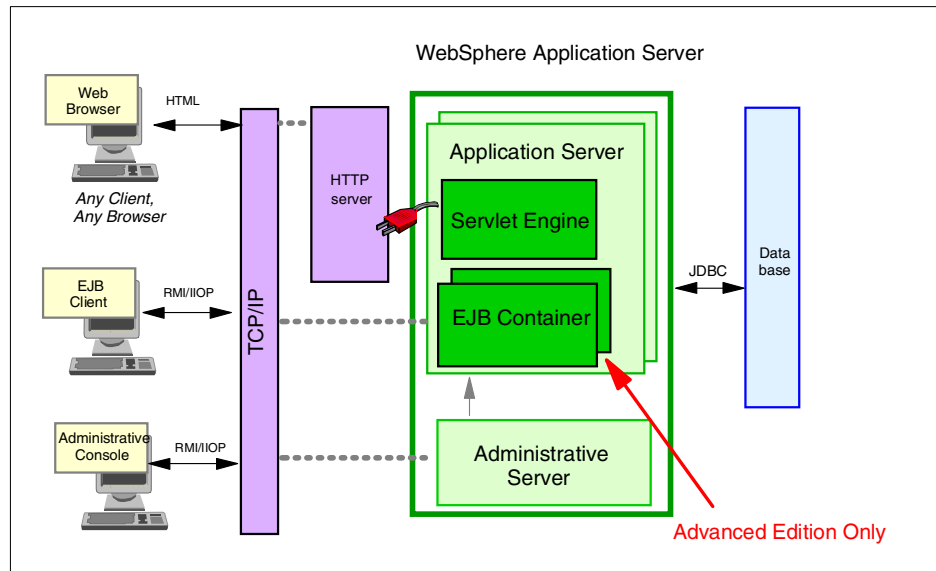 WebSphere Application Server
Web
Browser
HTML
Any Client,
Any Browser
EJB
Client
RMI/IIOP
Administrative
Console
RMI/IIOP
TCP/IP
HTTP
server
Application Server
Servlet Engine
EJB Container
Administrative
Server
JDBC
Data
base
Advanced Edition Only